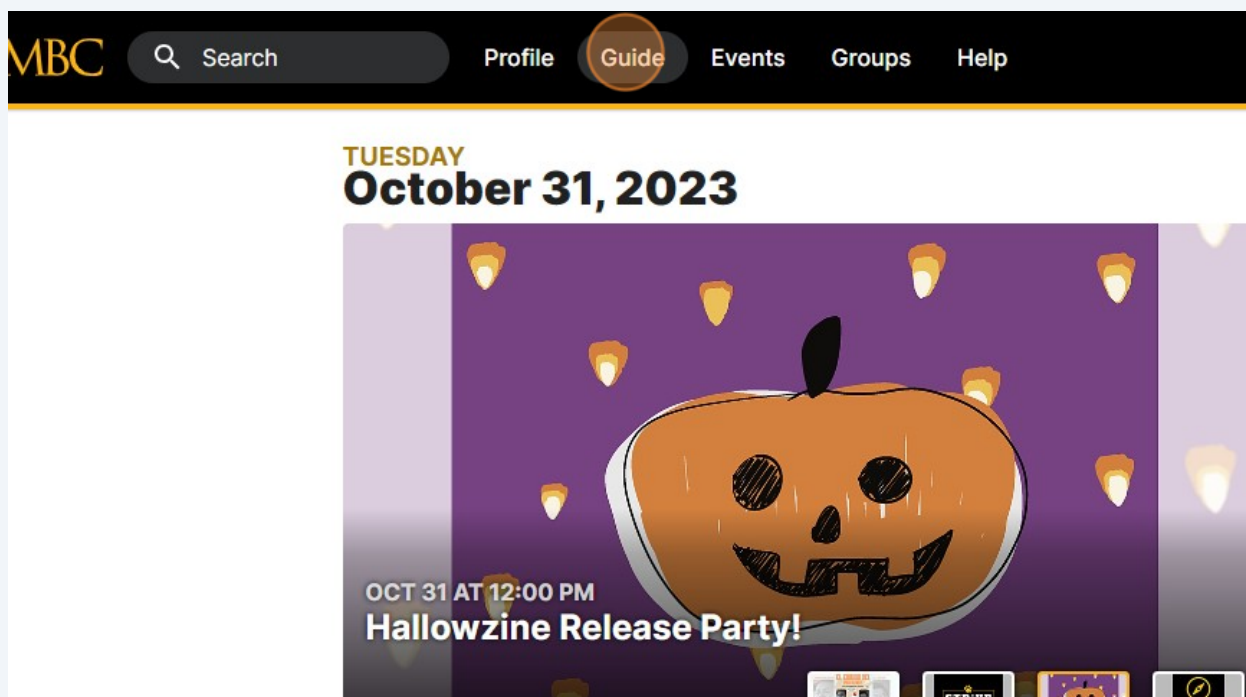 MBC
Search
Profile Guide Events Groups Help
TUESDAY
October 31, 2023
OCT 31 AT 12:00 PM
Hallowzine Release Party!